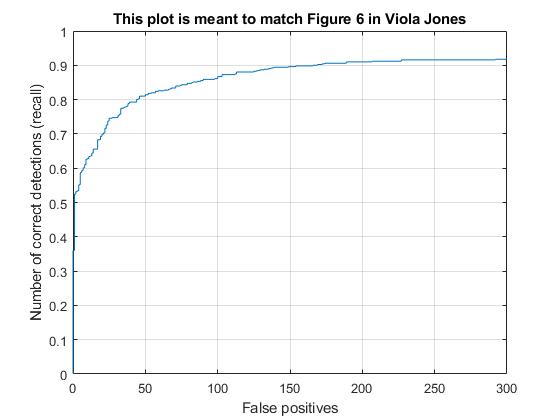 This plot is meant to match Figure 6 in Viola Jones
1
0.9
0.8
0.7
0.6
0.5
0.4
0.3
0.2
0.1
0
Number of correct detections (recall)
0 50 100 150 200 250 300
False positives